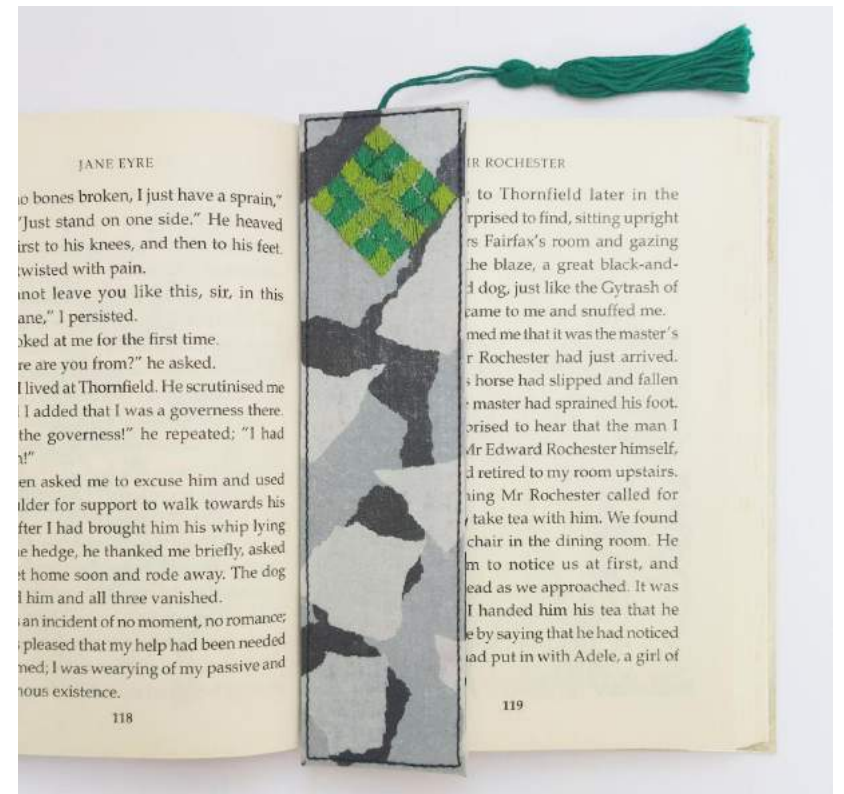 JANE EYRE
o bones broken, I just have a sprain,"
"Just stand on one side." He heaved
irst to his knees, and then to his feet.
twisted with pain.
nnot leave you like this, sir, in this
ane," I persisted.
oked at me for the first time.
re are you from?" he asked.
I lived at Thornfield. He scrutinised me
I added that I was a governess there.
the governess!" he repeated; "I had
n!"
en asked me to excuse him and used
ulder for support to walk towards his
fter I had brought him his whip lying
e hedge, he thanked me briefly, asked
et home soon and rode away. The dog
d him and all three vanished.
an incident of no moment, no romance;
s pleased that my help had been needed
med; I was wearying of my passive and
nous existence.
118
MR ROCHESTER
; to Thornfield later in the
rprised to find, sitting upright
rs Fairfax's room and gazing
the blaze, a great black-and-
d dog, just like the Gytrash of
came to me and snuffed me.
med me that it was the master's
r Rochester had just arrived.
s horse had slipped and fallen
master had sprained his foot.
prised to hear that the man I
Mr Edward Rochester himself,
d retired to my room upstairs.
ning Mr Rochester called for
take tea with him. We found
chair in the dining room. He
m to notice us at first, and
ead as we approached. It was
I handed him his tea that he
e by saying that he had noticed
had put in with Adele, a girl of
119